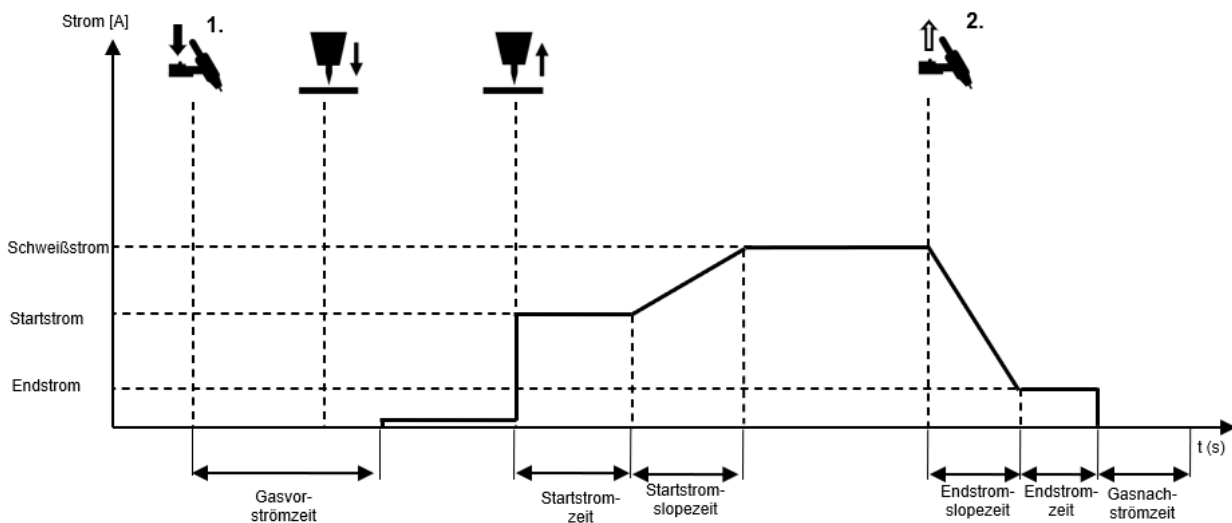 Strom [A]
1.
2.
Schweißstrom
Startstrom
Endstrom
t (s)
Gasvor-
strömzeit
Startstrom-
zeit
Startstrom-
slopezeit
Endstrom-
slopezeit
Endstrom-
zeit
Gasnach-
strömzeit